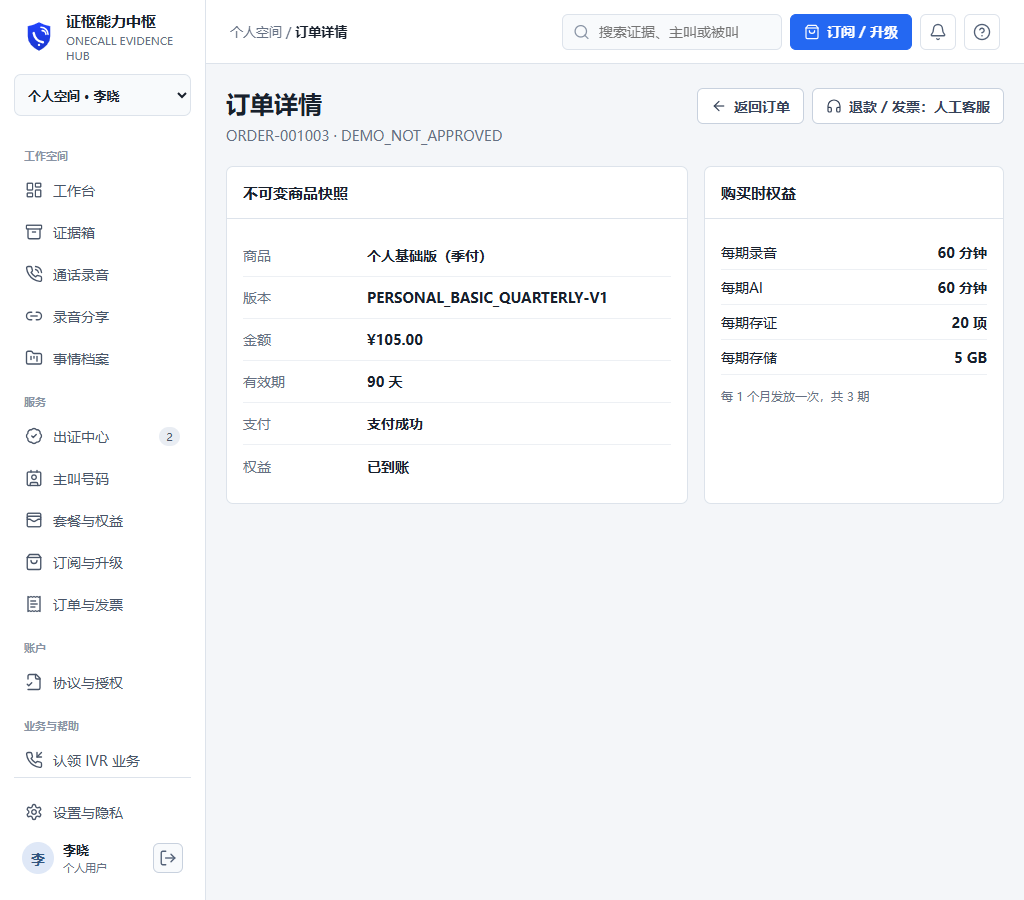 证枢能力中枢
ONECALL EVIDENCE
HUB
个人空间 • 李晓
工作空间
工作台
证据箱
通话录音
录音分享
事情档案
服务
出证中心 2
主叫号码
套餐与权益
订阅与升级
订单与发票
账户
协议与授权
业务与帮助
认领 IVR 业务
设置与隐私
李
李晓
个人用户
个人空间 / 订单详情
搜索证据、主叫或被叫
订阅 / 升级
订单详情
ORDER-001003 · DEMO_NOT_APPROVED
返回订单
退款 / 发票：人工客服
不可变商品快照
商品 个人基础版（季付）
版本 PERSONAL_BASIC_QUARTERLY-V1
金额 ¥105.00
有效期 90 天
支付 支付成功
权益 已到账
购买时权益
每期录音 60 分钟
每期AI 60 分钟
每期存证 20 项
每期存储 5 GB
每 1 个月发放一次，共 3 期